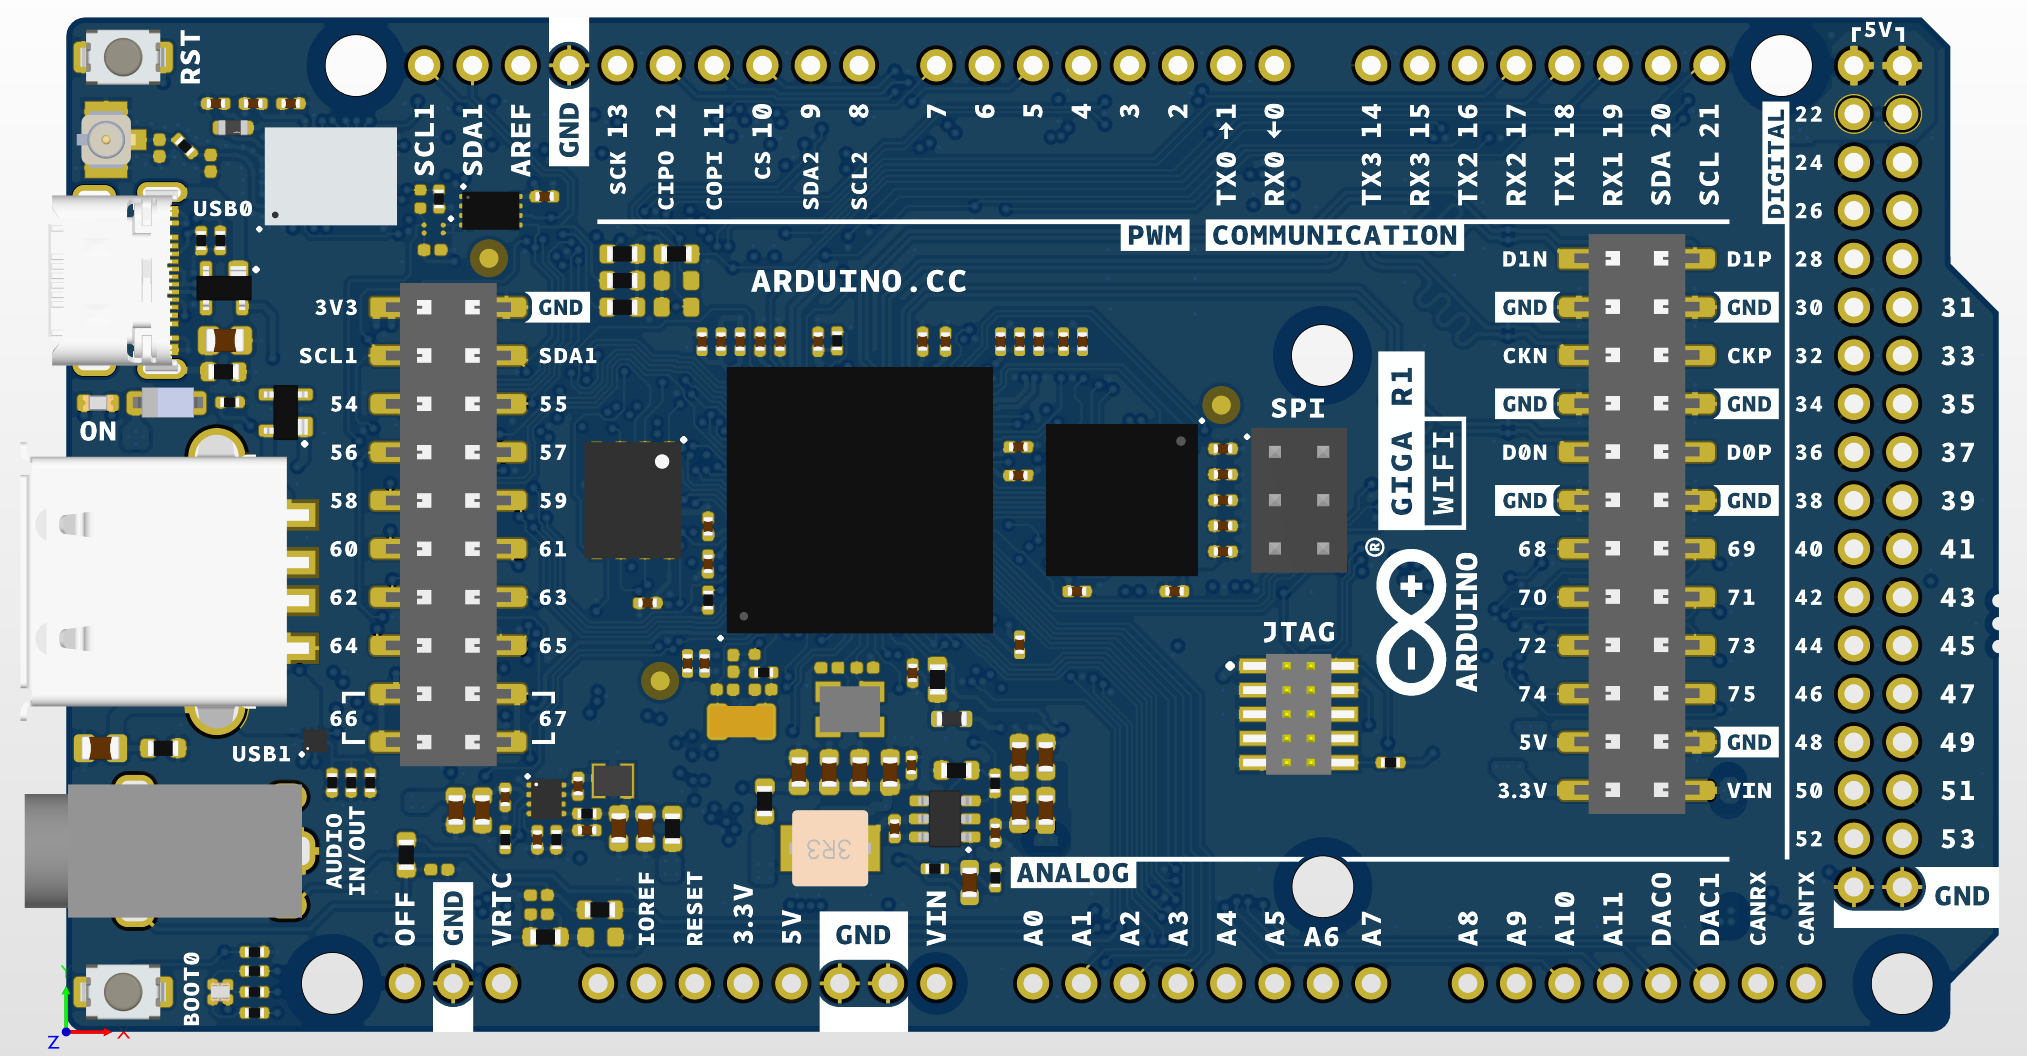 RST
SCL1
SDA1
AREF
GND
SCK 13
CIPO 12
COPI 11
CS 10
SDA2 9
SCL2 8
7
6
5
4
3
2
TX0→1
RX0←0
TX3 14
RX3 15
TX2 16
RX2 17
TX1 18
RX1 19
SDA 20
SCL 21
5V
DIGITAL
22
24
26
28
30 31
32 33
34 35
36 37
38 39
40 41
42 43
44 45
46 47
48 49
50 51
52 53
GND
PWM
COMMUNICATION
ARDUINO.CC
USB0
ON
3V3 GND
SCL1 SDA1
54 55
56 57
58 59
60 61
62 63
64 65
66 67
USB1
AUDIO
IN/OUT
BOOT0
SPI
GIGA R1
WIFI
®
ARDUINO
JTAG
D1N D1P
GND GND
CKN CKP
GND GND
D0N D0P
GND GND
68 69
70 71
72 73
74 75
5V GND
3.3V VIN
3R3
ANALOG
OFF
GND
VRTC
IOREF
RESET
3.3V
5V
GND
VIN
A0
A1
A2
A3
A4
A5
A6
A7
A8
A9
A10
A11
DAC0
DAC1
CANRX
CANTX
Y
Z
X